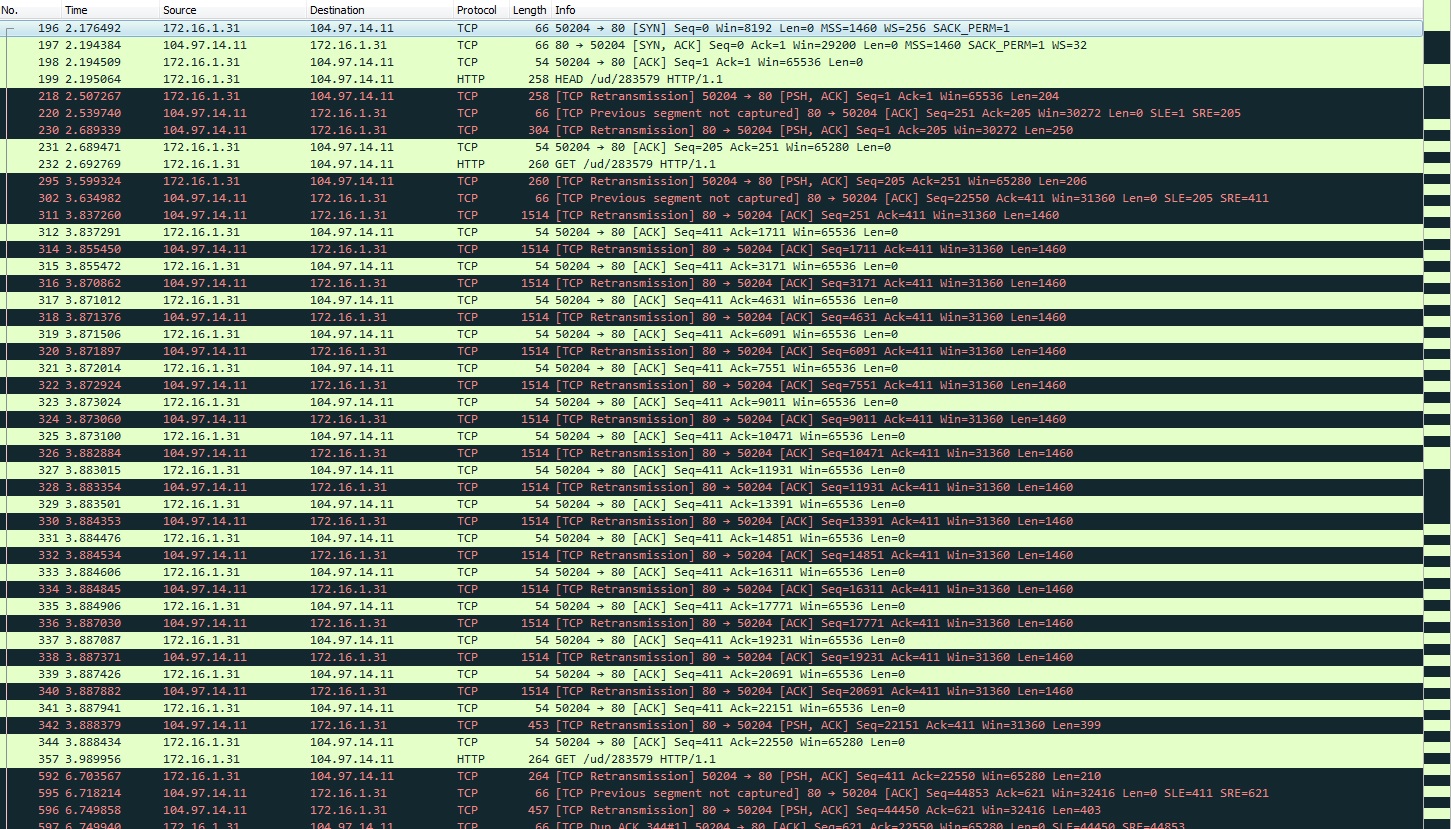 No. Time Source Destination Protocol Length Info
196 2.176492 172.16.1.31 104.97.14.11 TCP 66 50204 → 80 [SYN] Seq=0 Win=8192 Len=0 MSS=1460 WS=256 SACK_PERM=1
197 2.194384 104.97.14.11 172.16.1.31 TCP 66 80 → 50204 [SYN, ACK] Seq=0 Ack=1 Win=29200 Len=0 MSS=1460 SACK_PERM=1 WS=32
198 2.194509 172.16.1.31 104.97.14.11 TCP 54 50204 → 80 [ACK] Seq=1 Ack=1 Win=65536 Len=0
199 2.195064 172.16.1.31 104.97.14.11 HTTP 258 HEAD /ud/283579 HTTP/1.1
218 2.507267 172.16.1.31 104.97.14.11 TCP 258 [TCP Retransmission] 50204 → 80 [PSH, ACK] Seq=1 Ack=1 Win=65536 Len=204
220 2.539740 104.97.14.11 172.16.1.31 TCP 66 [TCP Previous segment not captured] 80 → 50204 [ACK] Seq=251 Ack=205 Win=30272 Len=0 SLE=1 SRE=205
230 2.689339 104.97.14.11 172.16.1.31 TCP 304 [TCP Retransmission] 80 → 50204 [PSH, ACK] Seq=1 Ack=205 Win=30272 Len=250
231 2.689471 172.16.1.31 104.97.14.11 TCP 54 50204 → 80 [ACK] Seq=205 Ack=251 Win=65280 Len=0
232 2.692769 172.16.1.31 104.97.14.11 HTTP 260 GET /ud/283579 HTTP/1.1
295 3.599324 172.16.1.31 104.97.14.11 TCP 260 [TCP Retransmission] 50204 → 80 [PSH, ACK] Seq=205 Ack=251 Win=65280 Len=206
302 3.634982 104.97.14.11 172.16.1.31 TCP 66 [TCP Previous segment not captured] 80 → 50204 [ACK] Seq=22550 Ack=411 Win=31360 Len=0 SLE=205 SRE=411
311 3.837260 104.97.14.11 172.16.1.31 TCP 1514 [TCP Retransmission] 80 → 50204 [ACK] Seq=251 Ack=411 Win=31360 Len=1460
312 3.837291 172.16.1.31 104.97.14.11 TCP 54 50204 → 80 [ACK] Seq=411 Ack=1711 Win=65536 Len=0
314 3.855450 104.97.14.11 172.16.1.31 TCP 1514 [TCP Retransmission] 80 → 50204 [ACK] Seq=1711 Ack=411 Win=31360 Len=1460
315 3.855472 172.16.1.31 104.97.14.11 TCP 54 50204 → 80 [ACK] Seq=411 Ack=3171 Win=65536 Len=0
316 3.870862 104.97.14.11 172.16.1.31 TCP 1514 [TCP Retransmission] 80 → 50204 [ACK] Seq=3171 Ack=411 Win=31360 Len=1460
317 3.871012 172.16.1.31 104.97.14.11 TCP 54 50204 → 80 [ACK] Seq=411 Ack=4631 Win=65536 Len=0
318 3.871376 104.97.14.11 172.16.1.31 TCP 1514 [TCP Retransmission] 80 → 50204 [ACK] Seq=4631 Ack=411 Win=31360 Len=1460
319 3.871506 172.16.1.31 104.97.14.11 TCP 54 50204 → 80 [ACK] Seq=411 Ack=6091 Win=65536 Len=0
320 3.871897 104.97.14.11 172.16.1.31 TCP 1514 [TCP Retransmission] 80 → 50204 [ACK] Seq=6091 Ack=411 Win=31360 Len=1460
321 3.872014 172.16.1.31 104.97.14.11 TCP 54 50204 → 80 [ACK] Seq=411 Ack=7551 Win=65536 Len=0
322 3.872924 104.97.14.11 172.16.1.31 TCP 1514 [TCP Retransmission] 80 → 50204 [ACK] Seq=7551 Ack=411 Win=31360 Len=1460
323 3.873024 172.16.1.31 104.97.14.11 TCP 54 50204 → 80 [ACK] Seq=411 Ack=9011 Win=65536 Len=0
324 3.873060 104.97.14.11 172.16.1.31 TCP 1514 [TCP Retransmission] 80 → 50204 [ACK] Seq=9011 Ack=411 Win=31360 Len=1460
325 3.873100 172.16.1.31 104.97.14.11 TCP 54 50204 → 80 [ACK] Seq=411 Ack=10471 Win=65536 Len=0
326 3.882884 104.97.14.11 172.16.1.31 TCP 1514 [TCP Retransmission] 80 → 50204 [ACK] Seq=10471 Ack=411 Win=31360 Len=1460
327 3.883015 172.16.1.31 104.97.14.11 TCP 54 50204 → 80 [ACK] Seq=411 Ack=11931 Win=65536 Len=0
328 3.883354 104.97.14.11 172.16.1.31 TCP 1514 [TCP Retransmission] 80 → 50204 [ACK] Seq=11931 Ack=411 Win=31360 Len=1460
329 3.883501 172.16.1.31 104.97.14.11 TCP 54 50204 → 80 [ACK] Seq=411 Ack=13391 Win=65536 Len=0
330 3.884353 104.97.14.11 172.16.1.31 TCP 1514 [TCP Retransmission] 80 → 50204 [ACK] Seq=13391 Ack=411 Win=31360 Len=1460
331 3.884476 172.16.1.31 104.97.14.11 TCP 54 50204 → 80 [ACK] Seq=411 Ack=14851 Win=65536 Len=0
332 3.884534 104.97.14.11 172.16.1.31 TCP 1514 [TCP Retransmission] 80 → 50204 [ACK] Seq=14851 Ack=411 Win=31360 Len=1460
333 3.884606 172.16.1.31 104.97.14.11 TCP 54 50204 → 80 [ACK] Seq=411 Ack=16311 Win=65536 Len=0
334 3.884845 104.97.14.11 172.16.1.31 TCP 1514 [TCP Retransmission] 80 → 50204 [ACK] Seq=16311 Ack=411 Win=31360 Len=1460
335 3.884906 172.16.1.31 104.97.14.11 TCP 54 50204 → 80 [ACK] Seq=411 Ack=17771 Win=65536 Len=0
336 3.887030 104.97.14.11 172.16.1.31 TCP 1514 [TCP Retransmission] 80 → 50204 [ACK] Seq=17771 Ack=411 Win=31360 Len=1460
337 3.887087 172.16.1.31 104.97.14.11 TCP 54 50204 → 80 [ACK] Seq=411 Ack=19231 Win=65536 Len=0
338 3.887371 104.97.14.11 172.16.1.31 TCP 1514 [TCP Retransmission] 80 → 50204 [ACK] Seq=19231 Ack=411 Win=31360 Len=1460
339 3.887426 172.16.1.31 104.97.14.11 TCP 54 50204 → 80 [ACK] Seq=411 Ack=20691 Win=65536 Len=0
340 3.887882 104.97.14.11 172.16.1.31 TCP 1514 [TCP Retransmission] 80 → 50204 [ACK] Seq=20691 Ack=411 Win=31360 Len=1460
341 3.887941 172.16.1.31 104.97.14.11 TCP 54 50204 → 80 [ACK] Seq=411 Ack=22151 Win=65536 Len=0
342 3.888379 104.97.14.11 172.16.1.31 TCP 453 [TCP Retransmission] 80 → 50204 [PSH, ACK] Seq=22151 Ack=411 Win=31360 Len=399
344 3.888434 172.16.1.31 104.97.14.11 TCP 54 50204 → 80 [ACK] Seq=411 Ack=22550 Win=65280 Len=0
357 3.989956 172.16.1.31 104.97.14.11 HTTP 264 GET /ud/283579 HTTP/1.1
592 6.703567 172.16.1.31 104.97.14.11 TCP 264 [TCP Retransmission] 50204 → 80 [PSH, ACK] Seq=411 Ack=22550 Win=65280 Len=210
595 6.718214 104.97.14.11 172.16.1.31 TCP 66 [TCP Previous segment not captured] 80 → 50204 [ACK] Seq=44853 Ack=621 Win=32416 Len=0 SLE=411 SRE=621
596 6.749858 104.97.14.11 172.16.1.31 TCP 457 [TCP Retransmission] 80 → 50204 [PSH, ACK] Seq=44450 Ack=621 Win=32416 Len=403
597 6.749940 172.16.1.31 104.97.14.11 TCP 66 [TCP Dup ACK 344#1] 50204 → 80 [ACK] Seq=621 Ack=22550 Win=65280 Len=0 SLE=44450 SRE=44853